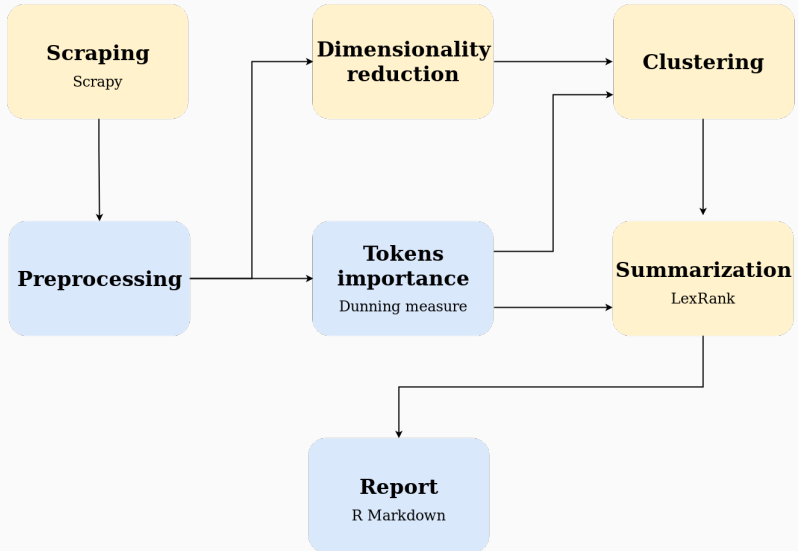 Scraping
Scrapy
Dimensionality
reduction
Clustering
Preprocessing
Tokens
importance
Dunning measure
Summarization
LexRank
Report
R Markdown